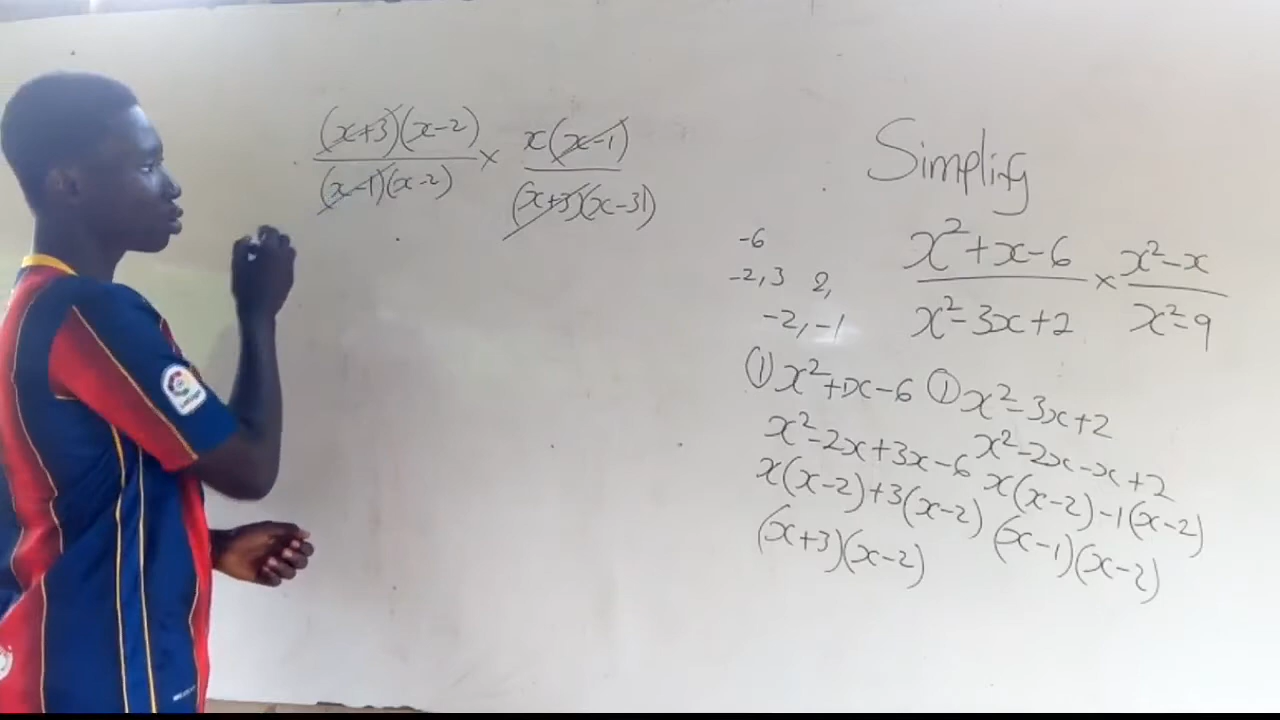 (x+3)(x-2) x x(x-1)
(x-1)(x-2) (x+3)(x-3)
Simplify
x²+x-6 × x²-x
x²-3x+2 x²-9
-6
-2,3 2,
-2,-1
① x²+x-6 ① x²-3x+2
x²-2x+3x-6 x²-2x-x+2
x(x-2)+3(x-2) x(x-2)-1(x-2)
(x+3)(x-2) (x-1)(x-2)